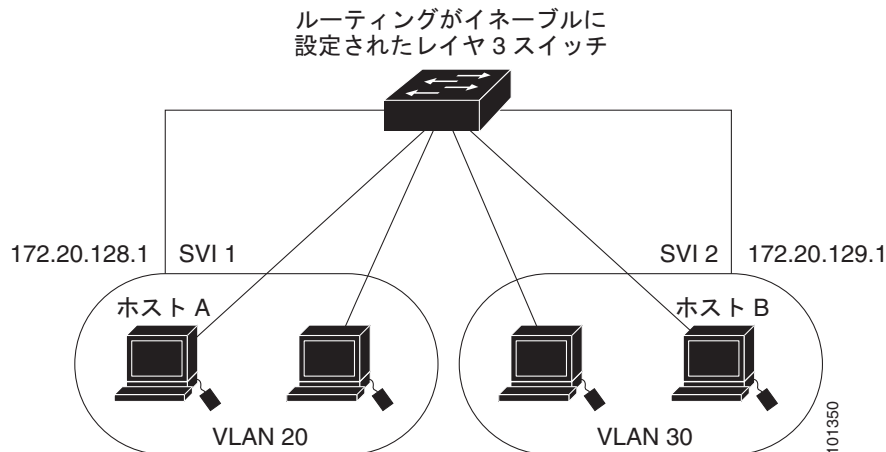 ルーティングがイネーブルに
設定されたレイヤ 3 スイッチ
172.20.128.1 SVI 1
SVI 2 172.20.129.1
ホスト A
ホスト B
VLAN 20
VLAN 30
101350